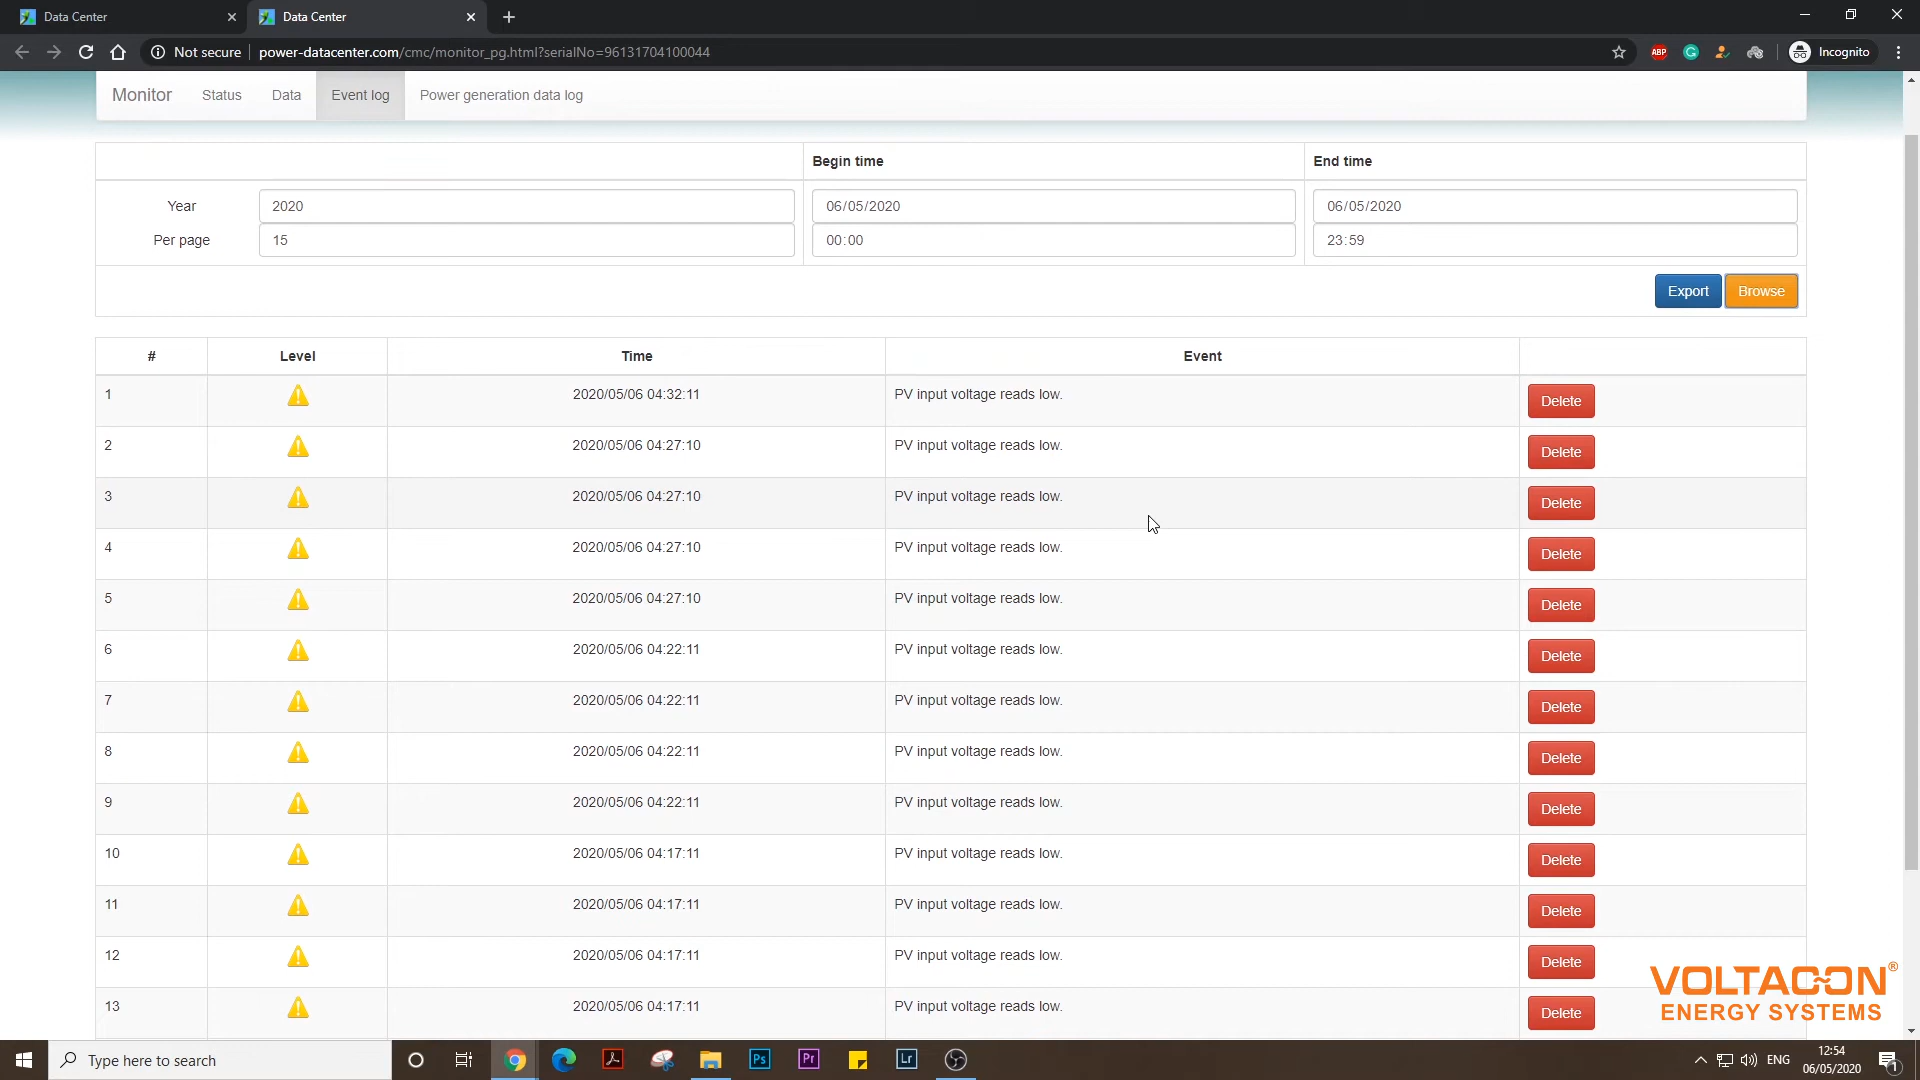 Data Center
Data Center
Not secure power-datacenter.com/cmc/monitor_pg.html?serialNo=96131704100044
ABP
Incognito
Monitor Status Data Event log Power generation data log
Begin time End time
Year 2020 06/05/2020 06/05/2020
Per page 15 00:00 23:59
Export Browse
# Level Time Event
1 2020/05/06 04:32:11 PV input voltage reads low. Delete
2 2020/05/06 04:27:10 PV input voltage reads low. Delete
3 2020/05/06 04:27:10 PV input voltage reads low. Delete
4 2020/05/06 04:27:10 PV input voltage reads low. Delete
5 2020/05/06 04:27:10 PV input voltage reads low. Delete
6 2020/05/06 04:22:11 PV input voltage reads low. Delete
7 2020/05/06 04:22:11 PV input voltage reads low. Delete
8 2020/05/06 04:22:11 PV input voltage reads low. Delete
9 2020/05/06 04:22:11 PV input voltage reads low. Delete
10 2020/05/06 04:17:11 PV input voltage reads low. Delete
11 2020/05/06 04:17:11 PV input voltage reads low. Delete
12 2020/05/06 04:17:11 PV input voltage reads low. Delete
13 2020/05/06 04:17:11 PV input voltage reads low. Delete
VOLTACON®
ENERGY SYSTEMS
Type here to search
Ps Pr Lr
ENG
12:54
06/05/2020
1